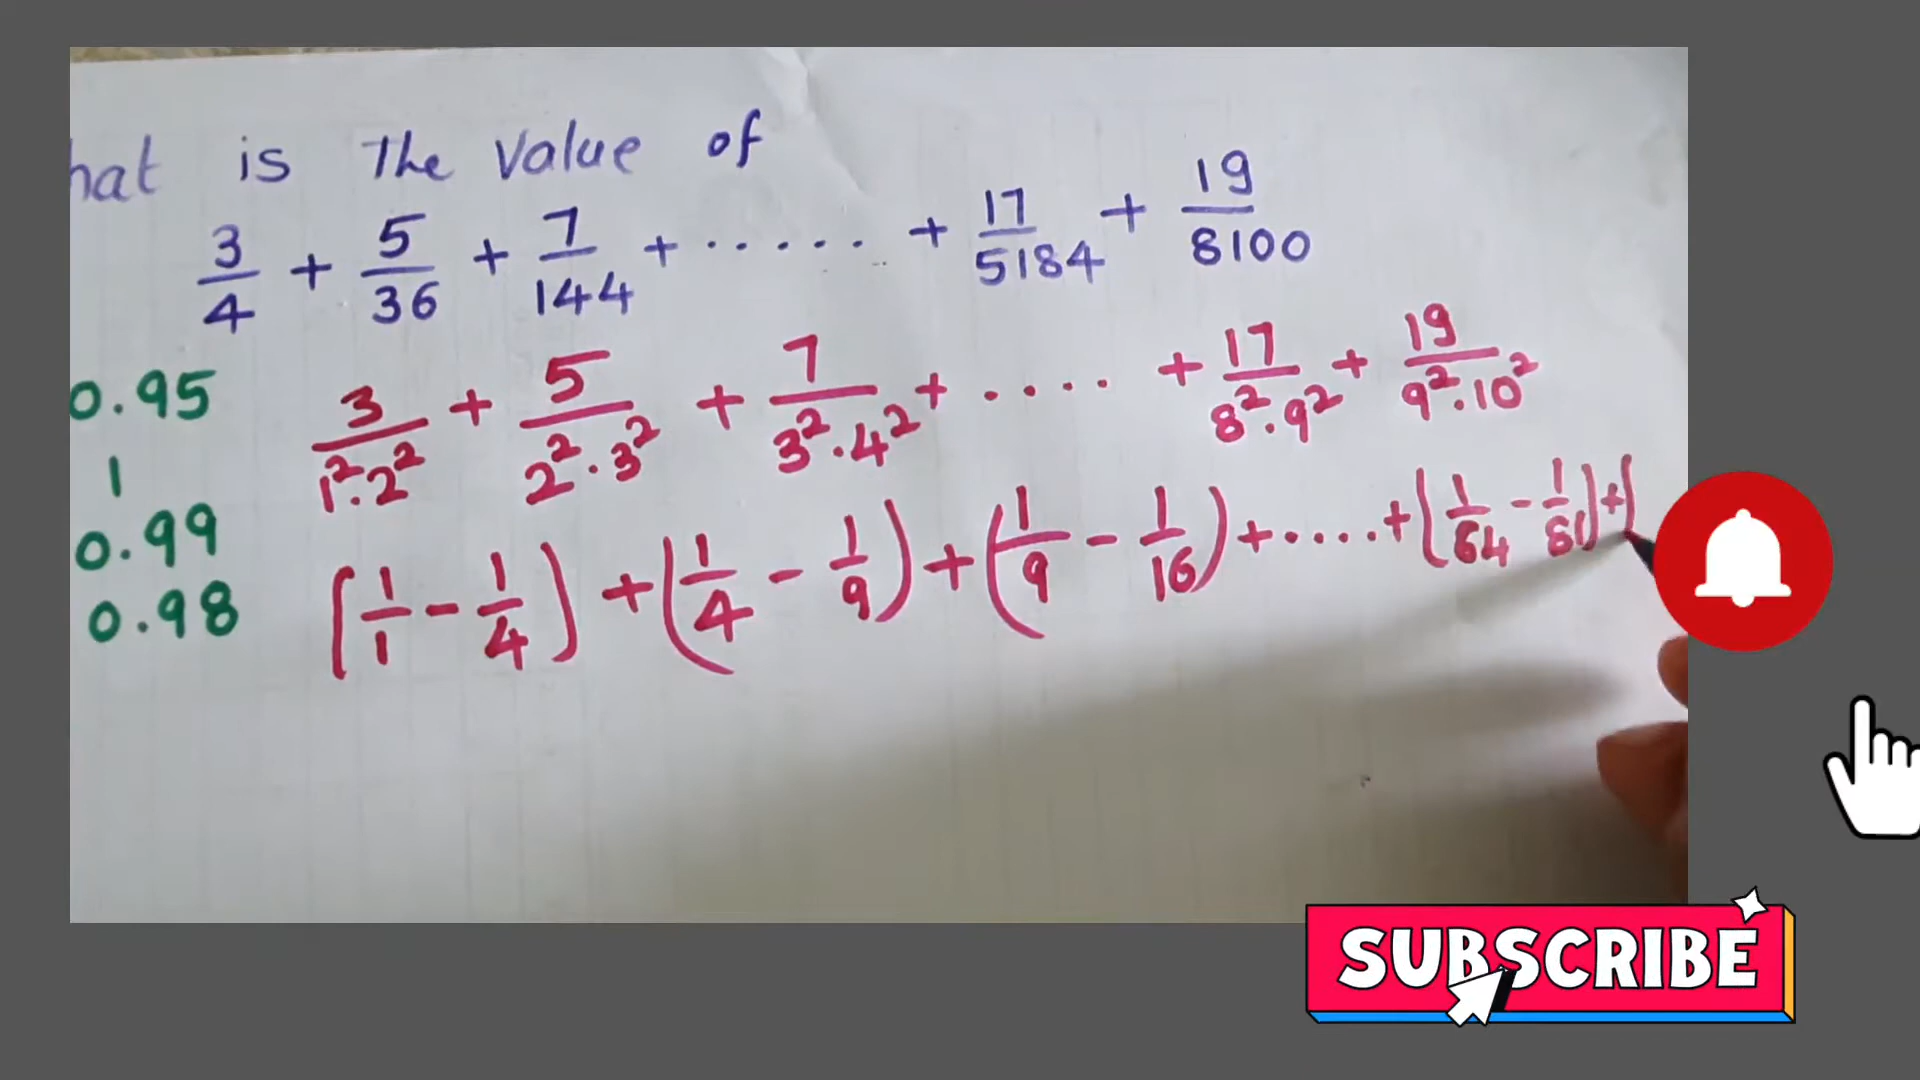 hat is The Value of
3/4 + 5/36 + 7/144 + ..... + 17/5184 + 19/8100
0.95
1
0.99
0.98
3/1².2² + 5/2².3² + 7/3².4² + .... + 17/8².9² + 19/9².10²
(1/1 - 1/4) + (1/4 - 1/9) + (1/9 - 1/16) + .... + (1/64 - 1/81) + (
SUBSCRIBE